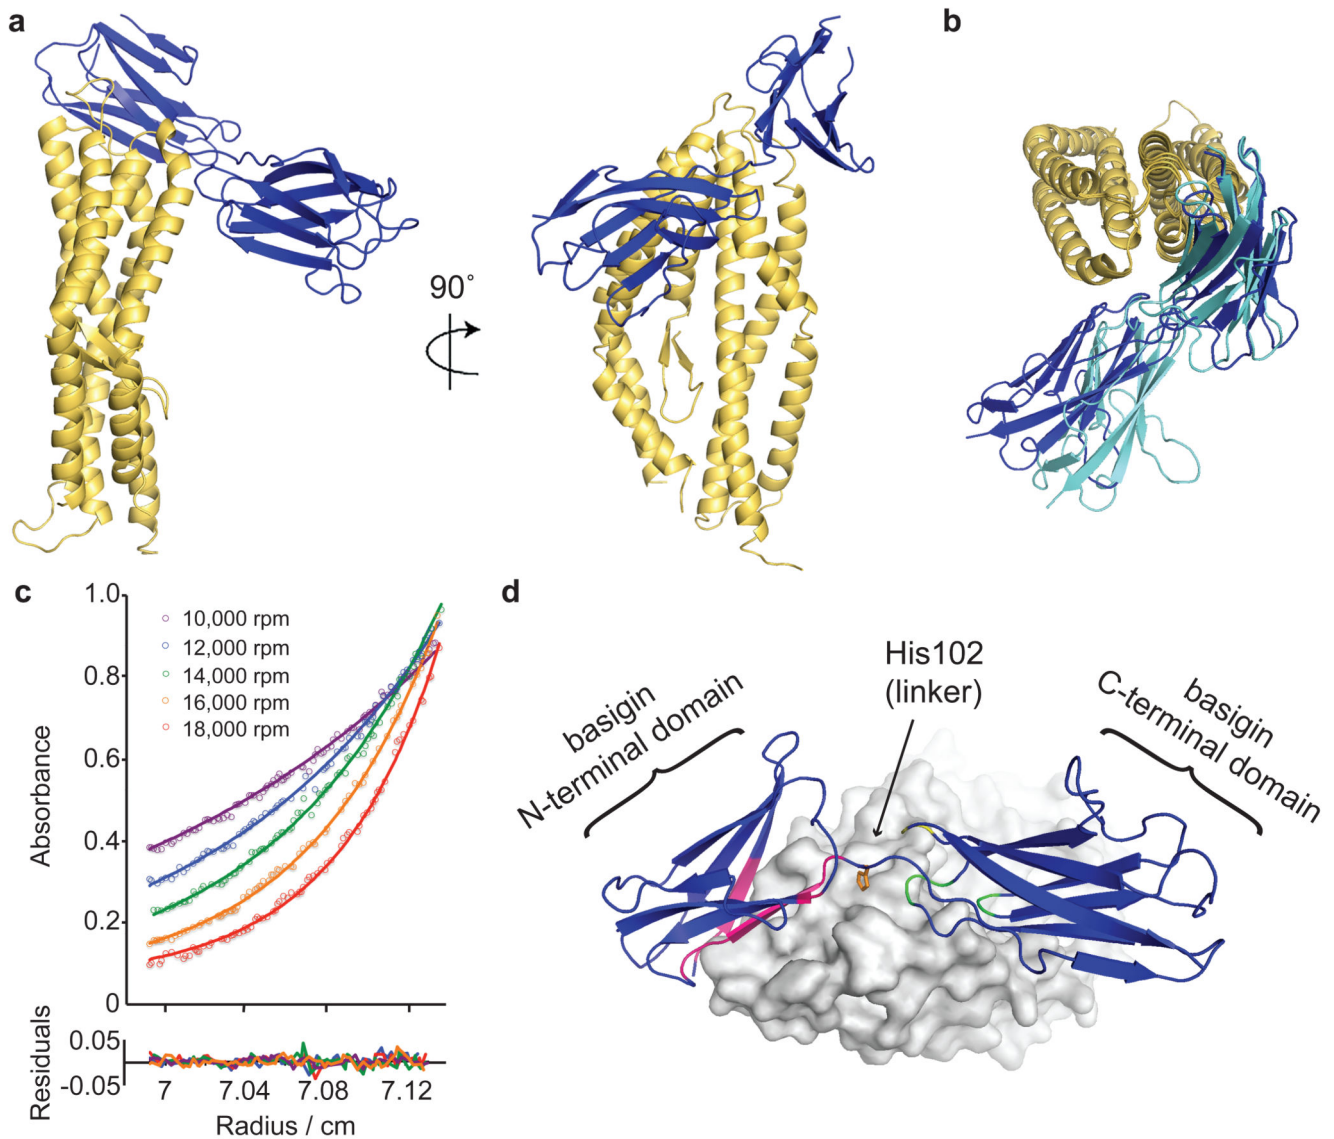 a
b
90°
c
1.0
0.8
0.6
0.4
0.2
0
Absorbance
10,000 rpm
12,000 rpm
14,000 rpm
16,000 rpm
18,000 rpm
Residuals
0.05
-0.05
7
7.04
7.08
7.12
Radius / cm
d
basigin
N-terminal domain
His102
(linker)
basigin
C-terminal domain